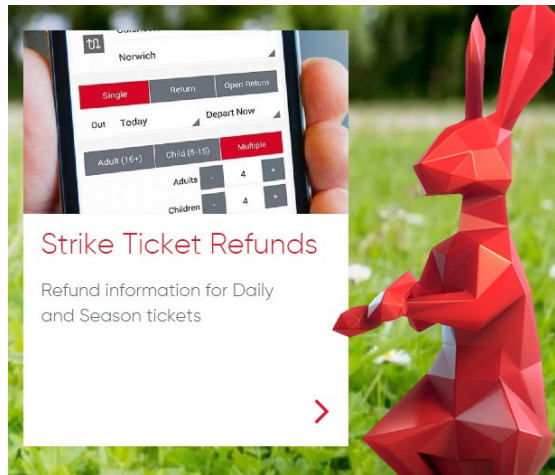 Norwich
Single Return Open Return
Out Today Depart Now
Adult (16+) Child (5-15) Multiple
Adults - 4 +
Children - 4 +
Strike Ticket Refunds
Refund information for Daily
and Season tickets